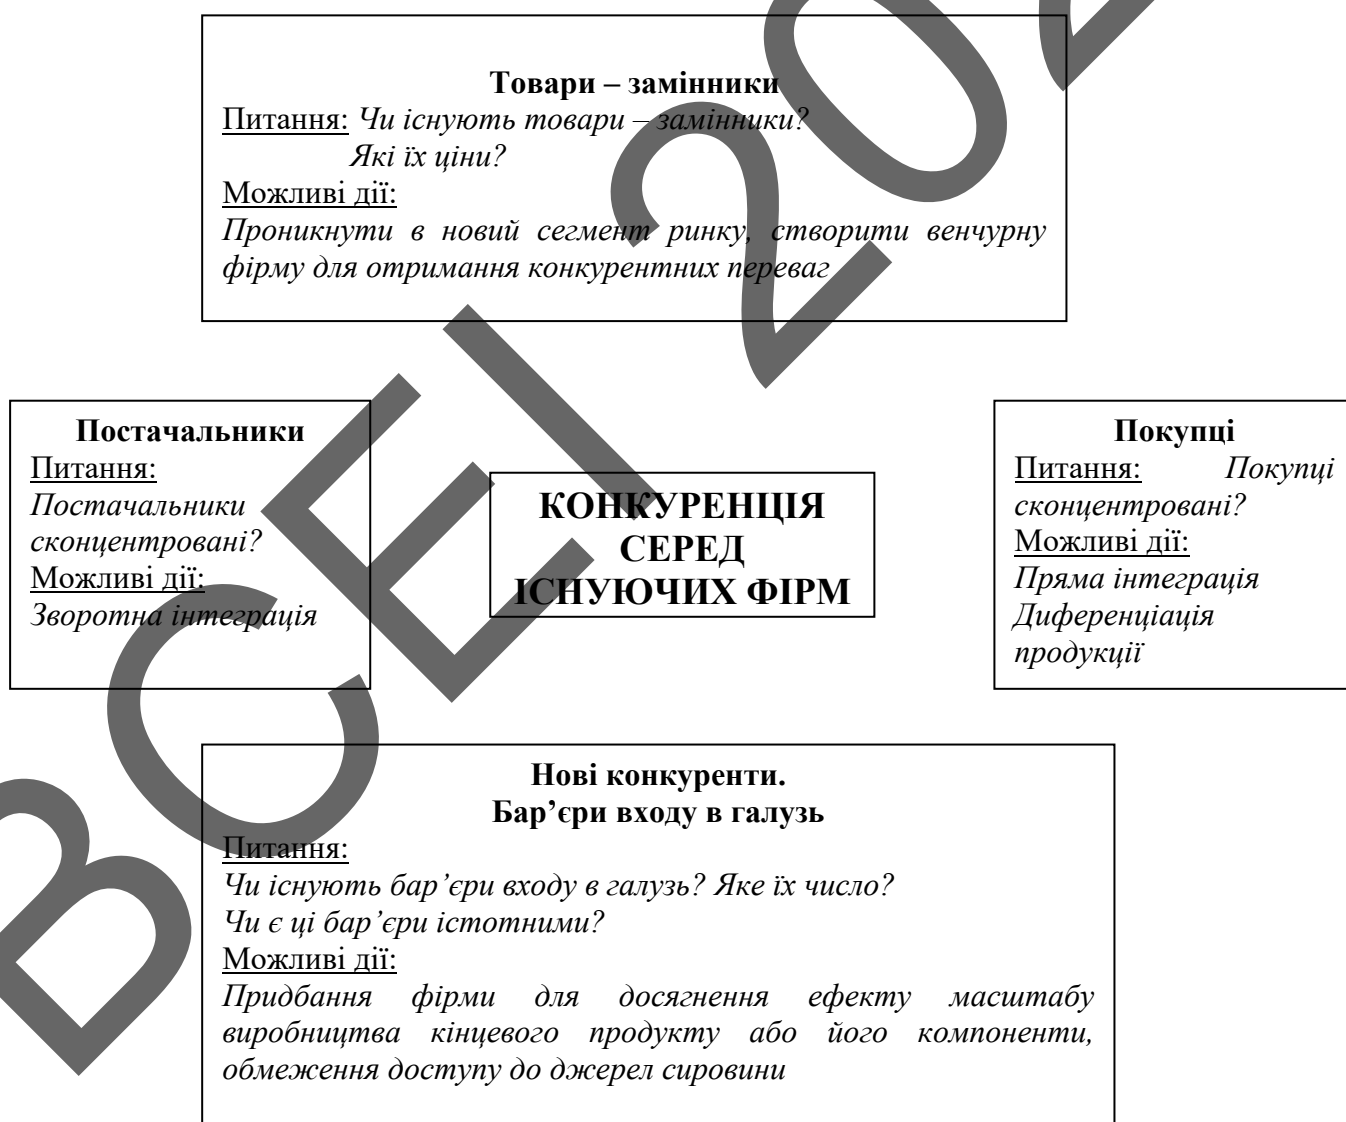 Товари – замінники
Питання: Чи існують товари – замінники?
Які їх ціни?
Можливі дії:
Проникнути в новий сегмент ринку, створити венчурну
фірму для отримання конкурентних переваг
Постачальники
Питання:
Постачальники
сконцентровані?
Можливі дії:
Зворотна інтеграція
КОНКУРЕНЦІЯ
СЕРЕД
ІСНУЮЧИХ ФІРМ
Покупці
Питання: Покупці
сконцентровані?
Можливі дії:
Пряма інтеграція
Диференціація
продукції
Нові конкуренти.
Бар’єри входу в галузь
Питання:
Чи існують бар’єри входу в галузь? Яке їх число?
Чи є ці бар’єри істотними?
Можливі дії:
Придбання фірми для досягнення ефекту масштабу
виробництва кінцевого продукту або його компоненти,
обмеження доступу до джерел сировини
ВСЕІ 202